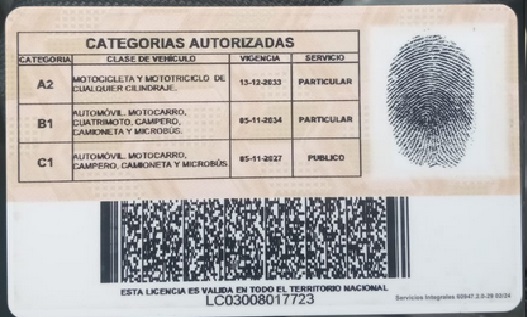 CATEGORIAS AUTORIZADAS
CATEGORIA CLASE DE VEHÍCULO VIGENCIA SERVICIO
A2 MOTOCICLETA Y MOTOTRICICLO DE CUALQUIER CILINDRAJE. 13-12-2033 PARTICULAR
B1 AUTOMÓVIL, MOTOCARRO, CUATRIMOTO, CAMPERO, CAMIONETA Y MICROBÚS. 05-11-2034 PARTICULAR
C1 AUTOMÓVIL, MOTOCARRO, CAMPERO, CAMIONETA Y MICROBÚS 05-11-2027 PUBLICO
ESTA LICENCIA ES VALIDA EN TODO EL TERRITORIO NACIONAL
LC03008017723
Servicios Integrales